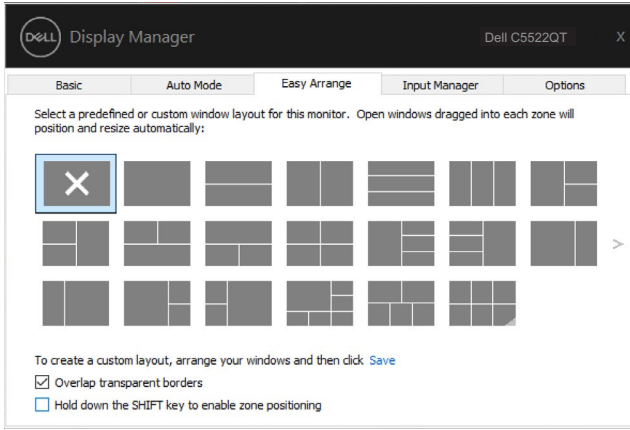 DELL Display Manager
Dell C5522QT X
Basic Auto Mode Easy Arrange Input Manager Options
Select a predefined or custom window layout for this monitor. Open windows dragged into each zone will
position and resize automatically:
To create a custom layout, arrange your windows and then click Save
Overlap transparent borders
Hold down the SHIFT key to enable zone positioning